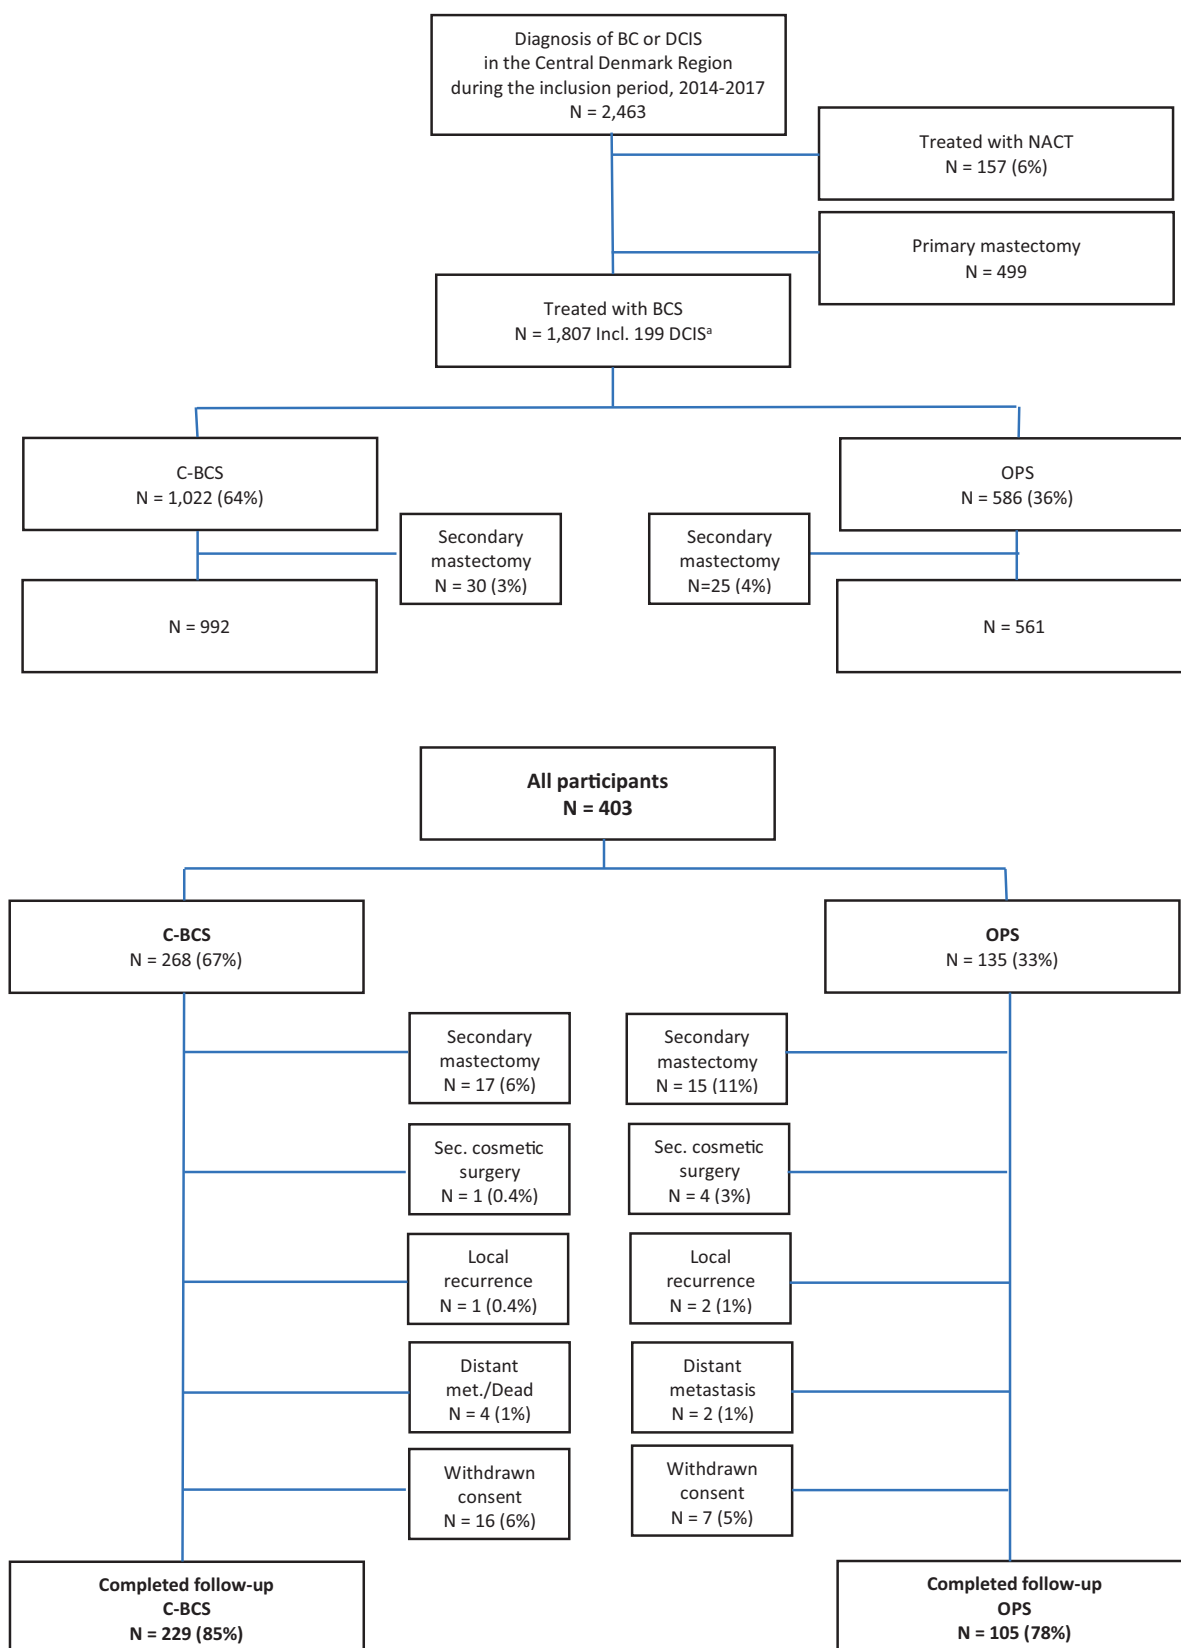 Diagnosis of BC or DCIS
in the Central Denmark Region
during the inclusion period, 2014-2017
N = 2,463
Treated with NACT
N = 157 (6%)
Primary mastectomy
N = 499
Treated with BCS
N = 1,807 Incl. 199 DCISᵃ
C-BCS
N = 1,022 (64%)
OPS
N = 586 (36%)
Secondary
mastectomy
N = 30 (3%)
Secondary
mastectomy
N=25 (4%)
N = 992
N = 561
All participants
N = 403
C-BCS
N = 268 (67%)
OPS
N = 135 (33%)
Secondary
mastectomy
N = 17 (6%)
Secondary
mastectomy
N = 15 (11%)
Sec. cosmetic
surgery
N = 1 (0.4%)
Sec. cosmetic
surgery
N = 4 (3%)
Local
recurrence
N = 1 (0.4%)
Local
recurrence
N = 2 (1%)
Distant
met./Dead
N = 4 (1%)
Distant
metastasis
N = 2 (1%)
Withdrawn
consent
N = 16 (6%)
Withdrawn
consent
N = 7 (5%)
Completed follow-up
C-BCS
N = 229 (85%)
Completed follow-up
OPS
N = 105 (78%)